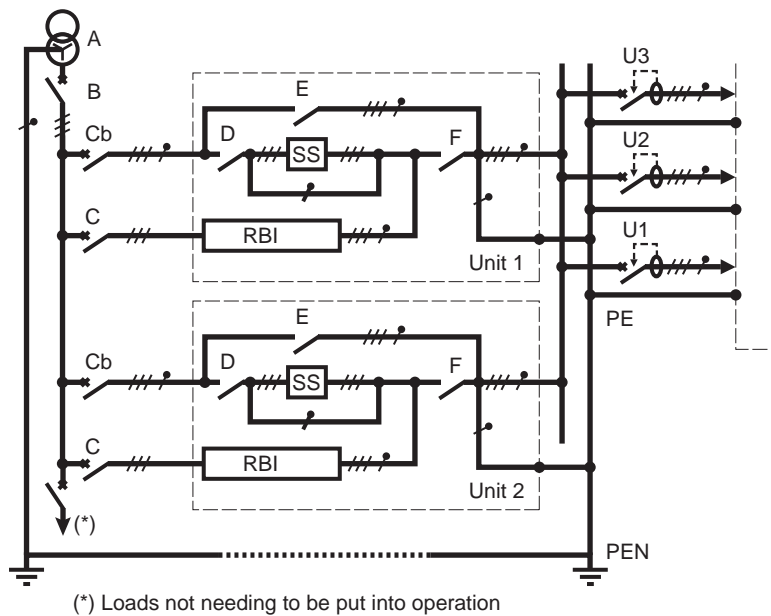 A
B
U3
E
Cb
D
SS
F
U2
C
RBI
Unit 1
U1
PE
E
Cb
D
SS
F
C
RBI
Unit 2
(*)
PEN
(*) Loads not needing to be put into operation